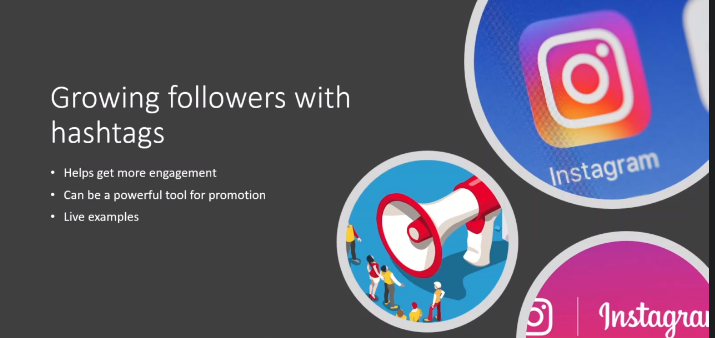 Growing followers with
hashtags
• Helps get more engagement
• Can be a powerful tool for promotion
• Live examples
Instagram